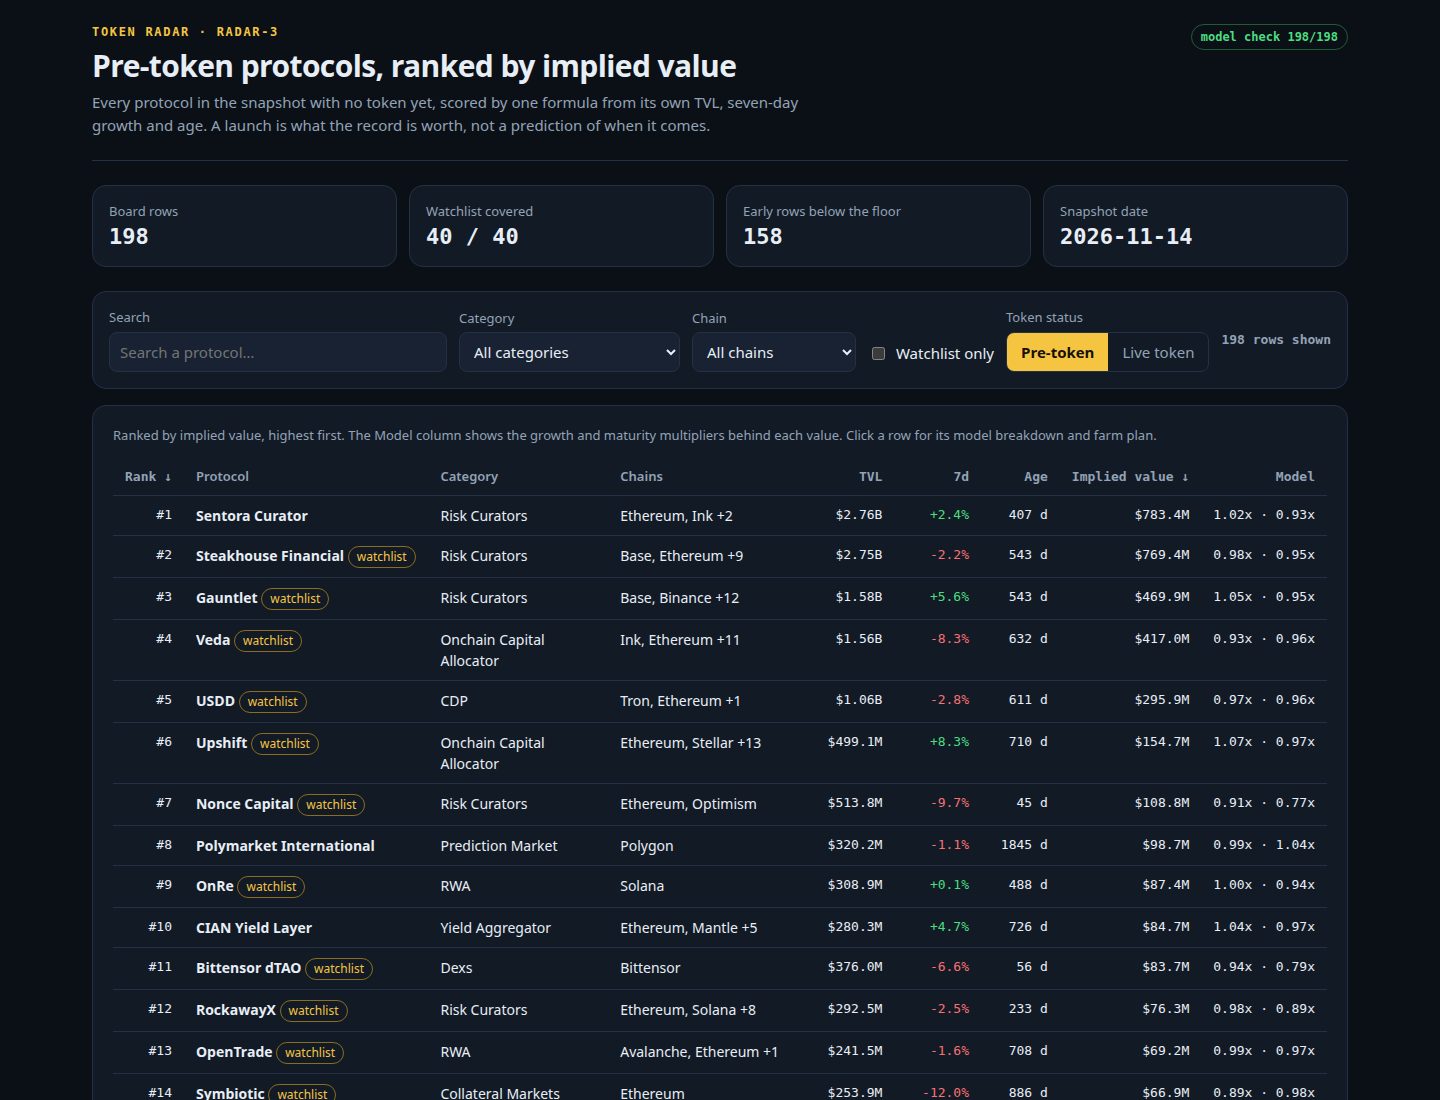 TOKEN RADAR · RADAR-3
model check 198/198
Pre-token protocols, ranked by implied value
Every protocol in the snapshot with no token yet, scored by one formula from its own TVL, seven-day
growth and age. A launch is what the record is worth, not a prediction of when it comes.
Board rows
198
Watchlist covered
40 / 40
Early rows below the floor
158
Snapshot date
2026-11-14
Search
Search a protocol...
Category
All categories
Chain
All chains
Watchlist only
Token status
Pre-token Live token
198 rows shown
Ranked by implied value, highest first. The Model column shows the growth and maturity multipliers behind each value. Click a row for its model breakdown and farm plan.
Rank ↓ Protocol Category Chains TVL 7d Age Implied value ↓ Model
#1 Sentora Curator Risk Curators Ethereum, Ink +2 $2.76B +2.4% 407 d $783.4M 1.02x · 0.93x
#2 Steakhouse Financial watchlist Risk Curators Base, Ethereum +9 $2.75B -2.2% 543 d $769.4M 0.98x · 0.95x
#3 Gauntlet watchlist Risk Curators Base, Binance +12 $1.58B +5.6% 543 d $469.9M 1.05x · 0.95x
#4 Veda watchlist Onchain Capital Ink, Ethereum +11 $1.56B -8.3% 632 d $417.0M 0.93x · 0.96x
Allocator
#5 USDD watchlist CDP Tron, Ethereum +1 $1.06B -2.8% 611 d $295.9M 0.97x · 0.96x
#6 Upshift watchlist Onchain Capital Ethereum, Stellar +13 $499.1M +8.3% 710 d $154.7M 1.07x · 0.97x
Allocator
#7 Nonce Capital watchlist Risk Curators Ethereum, Optimism $513.8M -9.7% 45 d $108.8M 0.91x · 0.77x
#8 Polymarket International Prediction Market Polygon $320.2M -1.1% 1845 d $98.7M 0.99x · 1.04x
#9 OnRe watchlist RWA Solana $308.9M +0.1% 488 d $87.4M 1.00x · 0.94x
#10 CIAN Yield Layer Yield Aggregator Ethereum, Mantle +5 $280.3M +4.7% 726 d $84.7M 1.04x · 0.97x
#11 Bittensor dTAO watchlist Dexs Bittensor $376.0M -6.6% 56 d $83.7M 0.94x · 0.79x
#12 RockawayX watchlist Risk Curators Ethereum, Solana +8 $292.5M -2.5% 233 d $76.3M 0.98x · 0.89x
#13 OpenTrade watchlist RWA Avalanche, Ethereum +1 $241.5M -1.6% 708 d $69.2M 0.99x · 0.97x
#14 Symbiotic watchlist Collateral Markets Ethereum $253.9M -12.0% 886 d $66.9M 0.89x · 0.98x